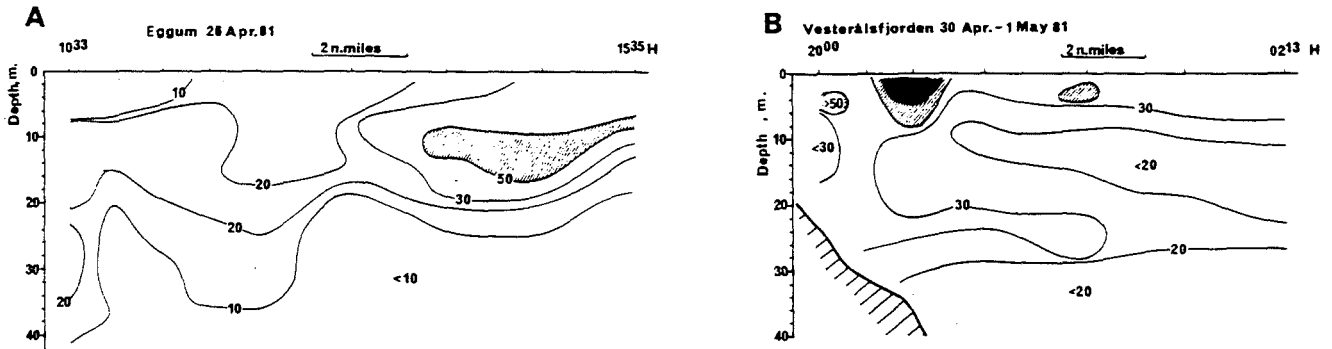 A
Eggum 26 Apr. 81
10³³
2 n.miles
15³⁵ H
Depth, m.
0
10
20
30
40
10
20
20
20
10
30
50
<10
B
Vesterålsfjorden 30 Apr. - 1 May 81
20⁰⁰
2 n.miles
02¹³ H
Depth , m.
0
10
20
30
40
>50
<30
30
<20
30
20
<20